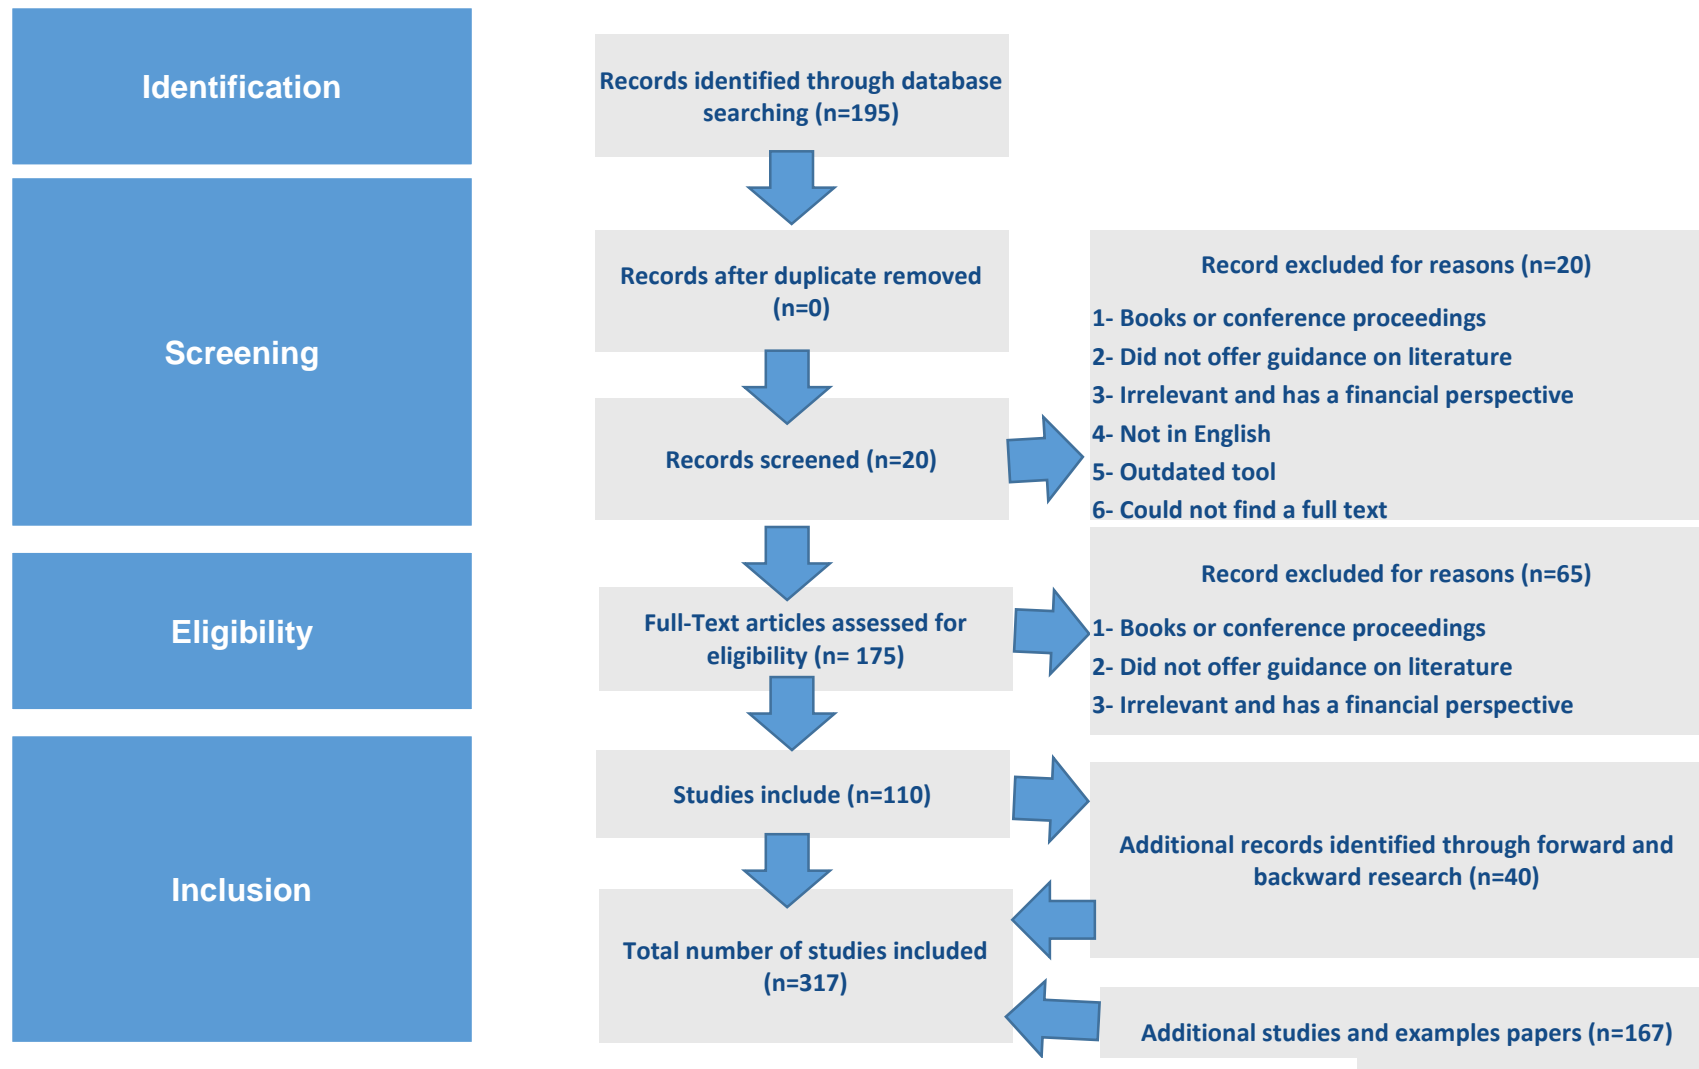 Identification
Records identified through database
searching (n=195)
Screening
Records after duplicate removed
(n=0)
Records screened (n=20)
Record excluded for reasons (n=20)
1- Books or conference proceedings
2- Did not offer guidance on literature
3- Irrelevant and has a financial perspective
4- Not in English
5- Outdated tool
6- Could not find a full text
Eligibility
Full-Text articles assessed for
eligibility (n= 175)
Record excluded for reasons (n=65)
1- Books or conference proceedings
2- Did not offer guidance on literature
3- Irrelevant and has a financial perspective
Inclusion
Studies include (n=110)
Additional records identified through forward and
backward research (n=40)
Total number of studies included
(n=317)
Additional studies and examples papers (n=167)